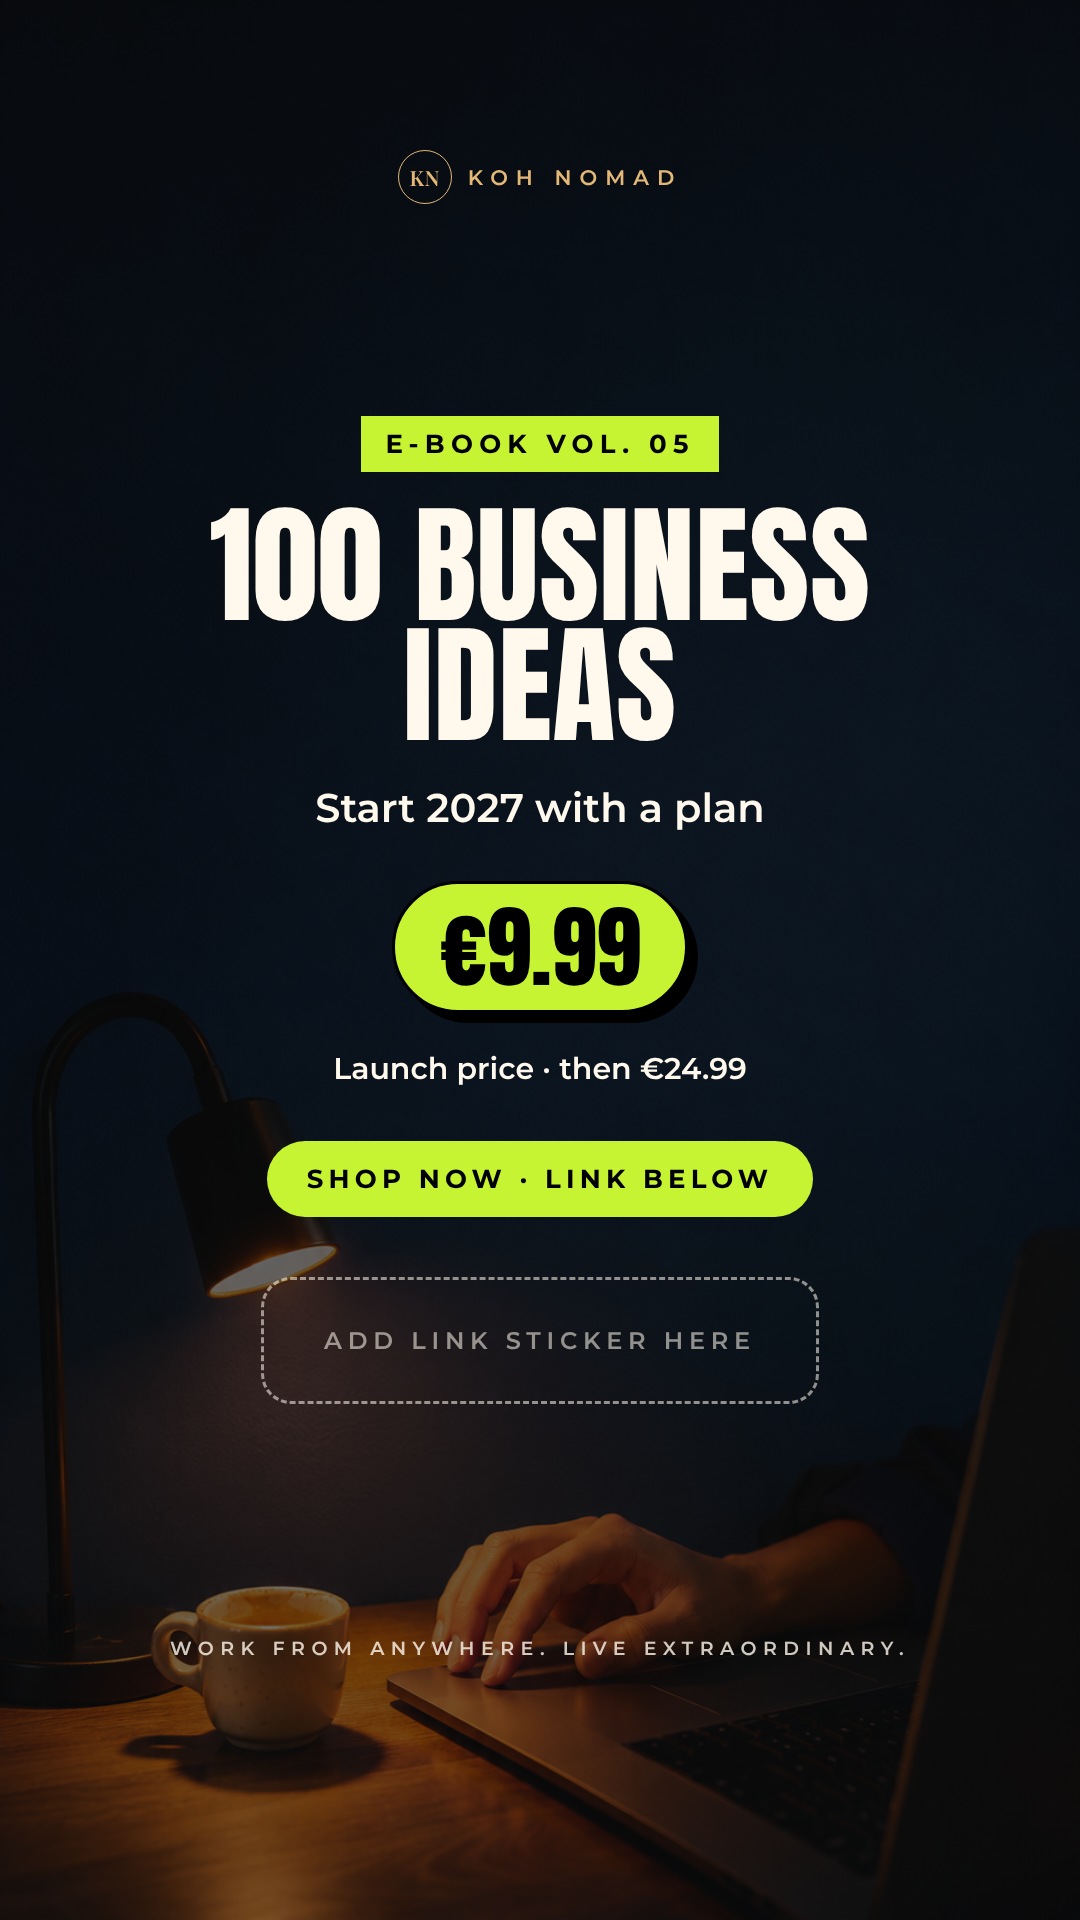 KN KOH NOMAD
E-BOOK VOL. 05
100 BUSINESS
IDEAS
Start 2027 with a plan
€9.99
Launch price · then €24.99
SHOP NOW · LINK BELOW
ADD LINK STICKER HERE
WORK FROM ANYWHERE. LIVE EXTRAORDINARY.